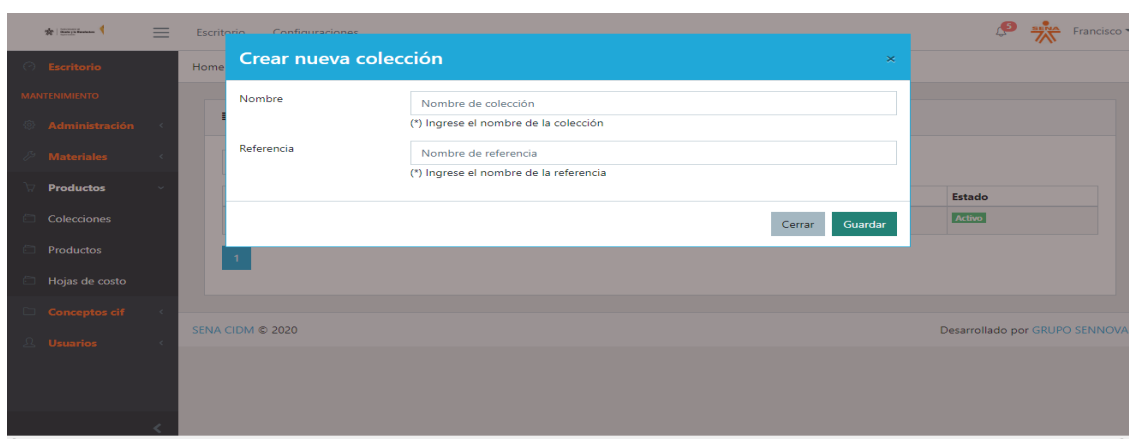 Escritorio Configuraciones
5
SENA
Francisco
Escritorio
Home
MANTENIMIENTO
Administración
Materiales
Productos
Colecciones
Productos
Hojas de costo
Conceptos cif
Usuarios
Crear nueva colección
×
Nombre
Nombre de colección
(*) Ingrese el nombre de la colección
Referencia
Nombre de referencia
(*) Ingrese el nombre de la referencia
Cerrar Guardar
Estado
Activo
1
SENA CIDM © 2020
Desarrollado por GRUPO SENNOVA